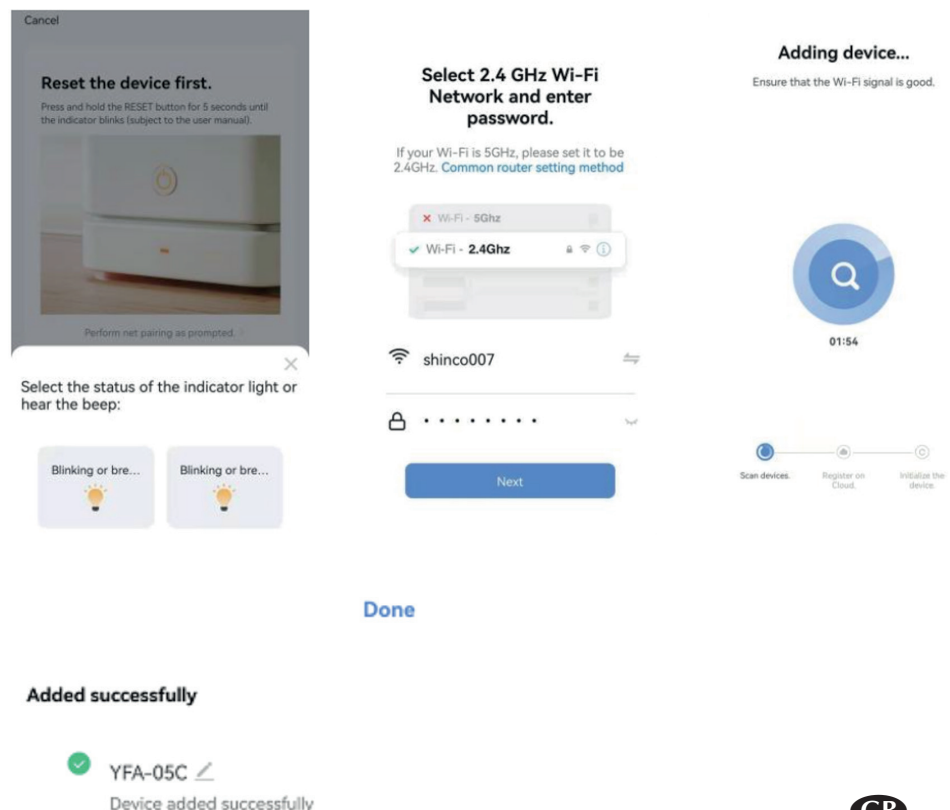 Cancel
Reset the device first.
Press and hold the RESET button for 5 seconds until
the indicator blinks (subject to the user manual).
Perform net pairing as prompted. >
Select the status of the indicator light or
hear the beep:
Blinking or bre...
Blinking or bre...
Select 2.4 GHz Wi-Fi
Network and enter
password.
If your Wi-Fi is 5GHz, please set it to be
2.4GHz. Common router setting method
Wi-Fi - 5Ghz
Wi-Fi - 2.4Ghz
shinco007
Next
Adding device...
Ensure that the Wi-Fi signal is good.
01:54
Scan devices.
Register on
Cloud.
Initialize the
device.
Done
Added successfully
YFA-05C
Device added successfully
GB